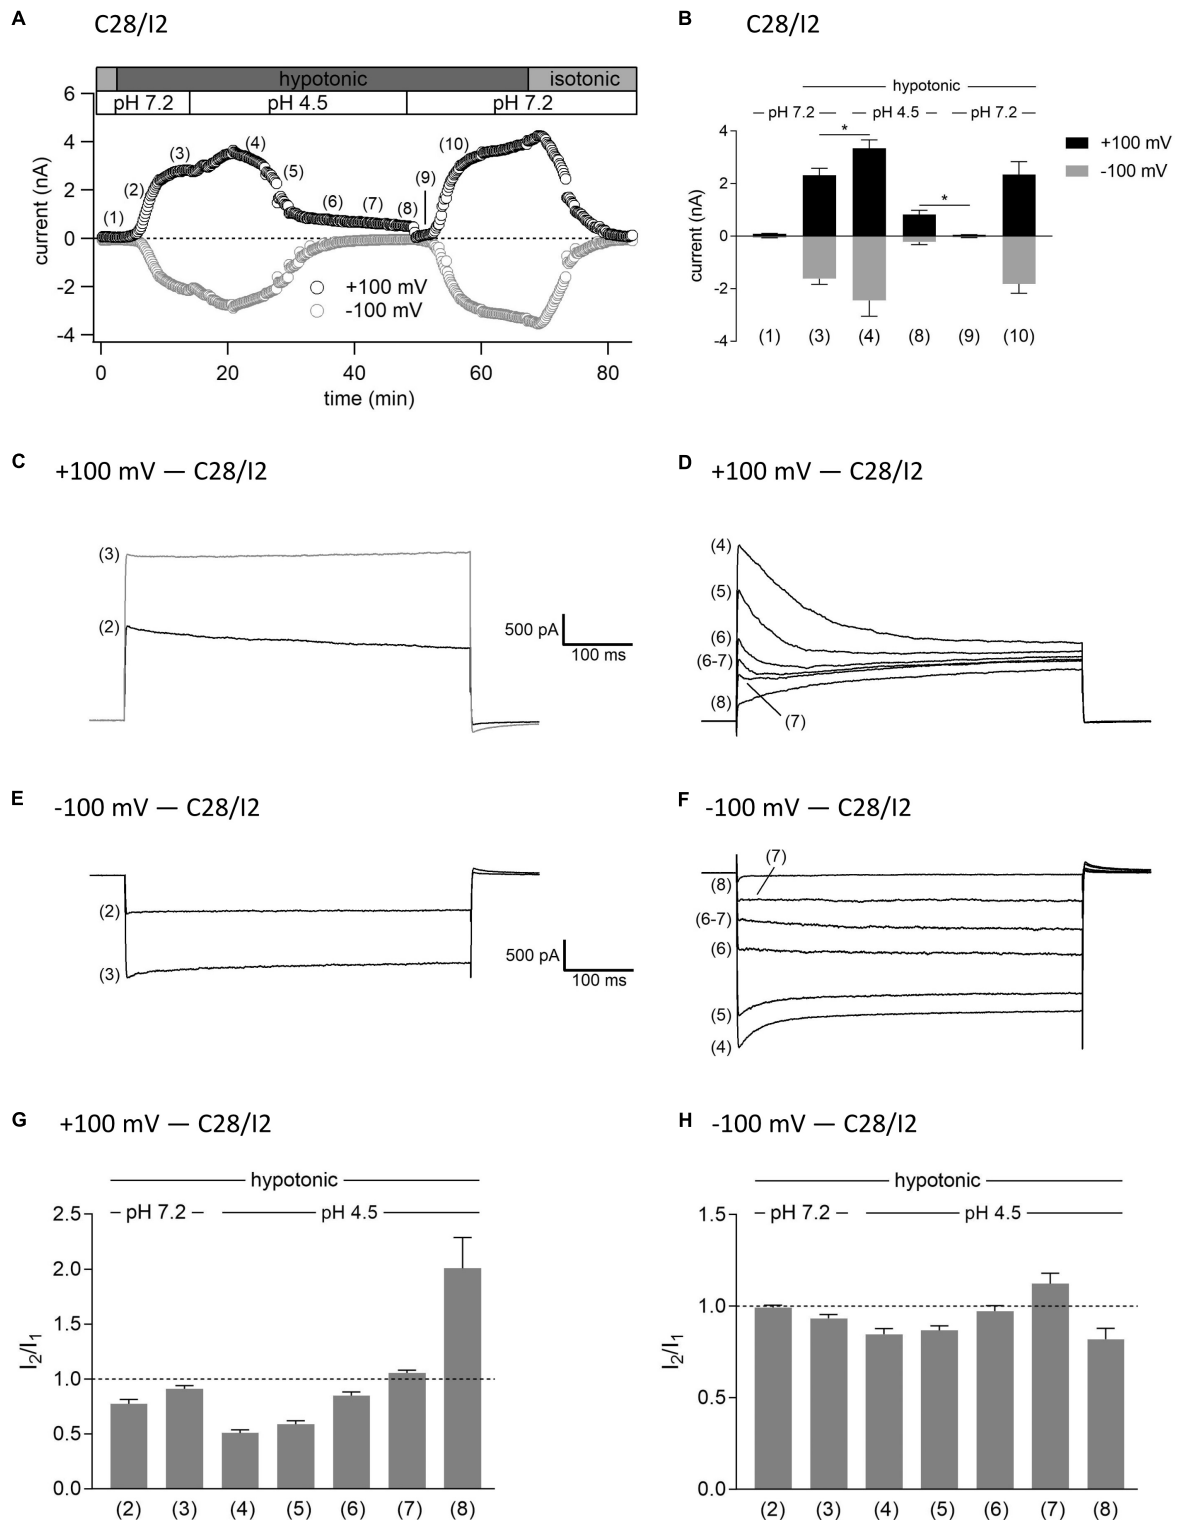 A C28/I2
hypotonic isotonic
pH 7.2 pH 4.5 pH 7.2
6
4
2
0
-2
-4
current (nA)
(1) (2) (3) (4) (5) (6) (7) (8) (9) (10)
+100 mV
-100 mV
0 20 40 60 80
time (min)
B C28/I2
hypotonic
pH 7.2 pH 4.5 pH 7.2
* *
4
2
0
-2
-4
current (nA)
+100 mV
-100 mV
(1) (3) (4) (8) (9) (10)
C +100 mV — C28/I2
(3)
(2)
500 pA
100 ms
D +100 mV — C28/I2
(4)
(5)
(6)
(6-7)
(8)
(7)
E -100 mV — C28/I2
(2)
(3)
500 pA
100 ms
F -100 mV — C28/I2
(7)
(8)
(6-7)
(6)
(5)
(4)
G +100 mV — C28/I2
hypotonic
pH 7.2 pH 4.5
2.5
2.0
1.5
1.0
0.5
0.0
I2/I1
(2) (3) (4) (5) (6) (7) (8)
H -100 mV — C28/I2
hypotonic
pH 7.2 pH 4.5
1.5
1.0
0.5
0.0
I2/I1
(2) (3) (4) (5) (6) (7) (8)